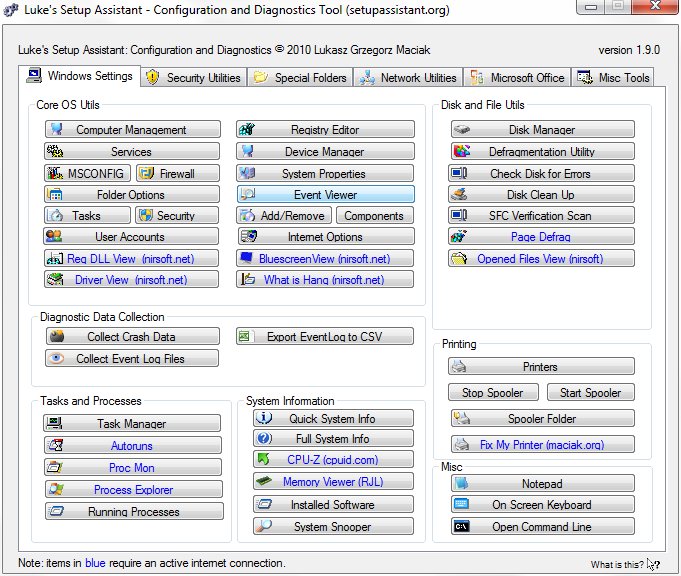 Luke's Setup Assistant - Configuration and Diagnostics Tool (setupassistant.org)
Luke's Setup Assistant: Configuration and Diagnostics © 2010 Lukasz Grzegorz Maciak version 1.9.0
Windows Settings Security Utilities Special Folders Network Utilities Microsoft Office Misc Tools
Core OS Utils
Computer Management
Registry Editor
Services
Device Manager
MSCONFIG
Firewall
System Properties
Folder Options
Event Viewer
Tasks
Security
Add/Remove
Components
User Accounts
Internet Options
Reg DLL View (nirsoft.net)
BluescreenView (nirsoft.net)
Driver View (nirsoft.net)
What is Hang (nirsoft.net)
Disk and File Utils
Disk Manager
Defragmentation Utility
Check Disk for Errors
Disk Clean Up
SFC Verification Scan
Page Defrag
Opened Files View (nirsoft)
Diagnostic Data Collection
Collect Crash Data
Export EventLog to CSV
Collect Event Log Files
Printing
Printers
Stop Spooler
Start Spooler
Spooler Folder
Fix My Printer (maciak.org)
Tasks and Processes
Task Manager
Autoruns
Proc Mon
Process Explorer
Running Processes
System Information
Quick System Info
Full System Info
CPU-Z (cpuid.com)
Memory Viewer (RJL)
Installed Software
System Snooper
Misc
Notepad
On Screen Keyboard
C:\
Open Command Line
Note: items in blue require an active internet connection.
What is this? ?